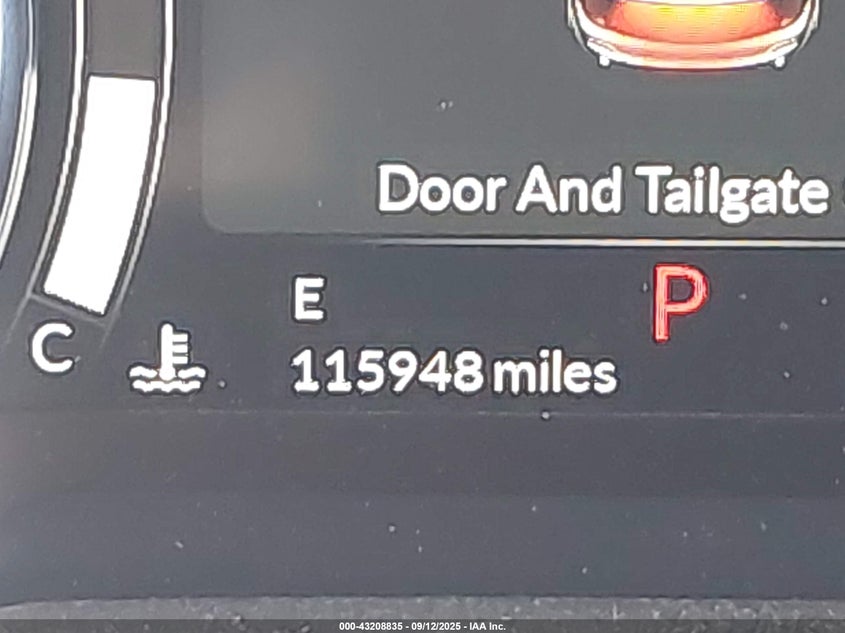 Door And Tailgate
E
P
C
115948 miles
000-43208835 - 09/12/2025 - IAA Inc.